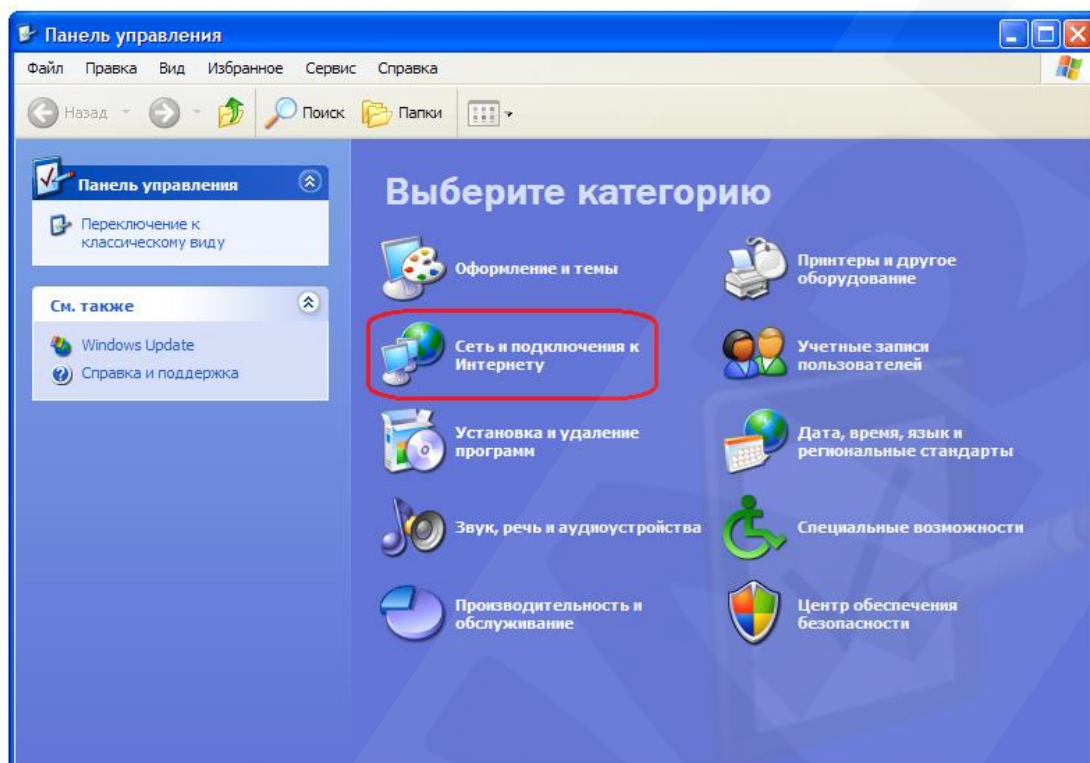 Панель управления
Файл Правка Вид Избранное Сервис Справка
Назад Поиск Папки
Панель управления
Переключение к
классическому виду
См. также
Windows Update
Справка и поддержка
Выберите категорию
Оформление и темы
Принтеры и другое
оборудование
Сеть и подключения к
Интернету
Учетные записи
пользователей
Установка и удаление
программ
Дата, время, язык и
региональные стандарты
Звук, речь и аудиоустройства
Специальные возможности
Производительность и
обслуживание
Центр обеспечения
безопасности